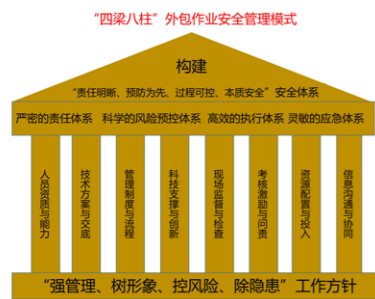 “四梁八柱”外包作业安全管理模式
构建
“责任明晰、预防为先、过程可控、本质安全”安全体系
严密的责任体系 科学的风险预控体系 高效的执行体系 灵敏的应急体系
人员资质与能力
技术方案与交底
管理制度与流程
科技支撑与创新
现场监督与检查
考核激励与问责
资源配置与投入
信息沟通与协同
“强管理、树形象、控风险、除隐患”工作方针